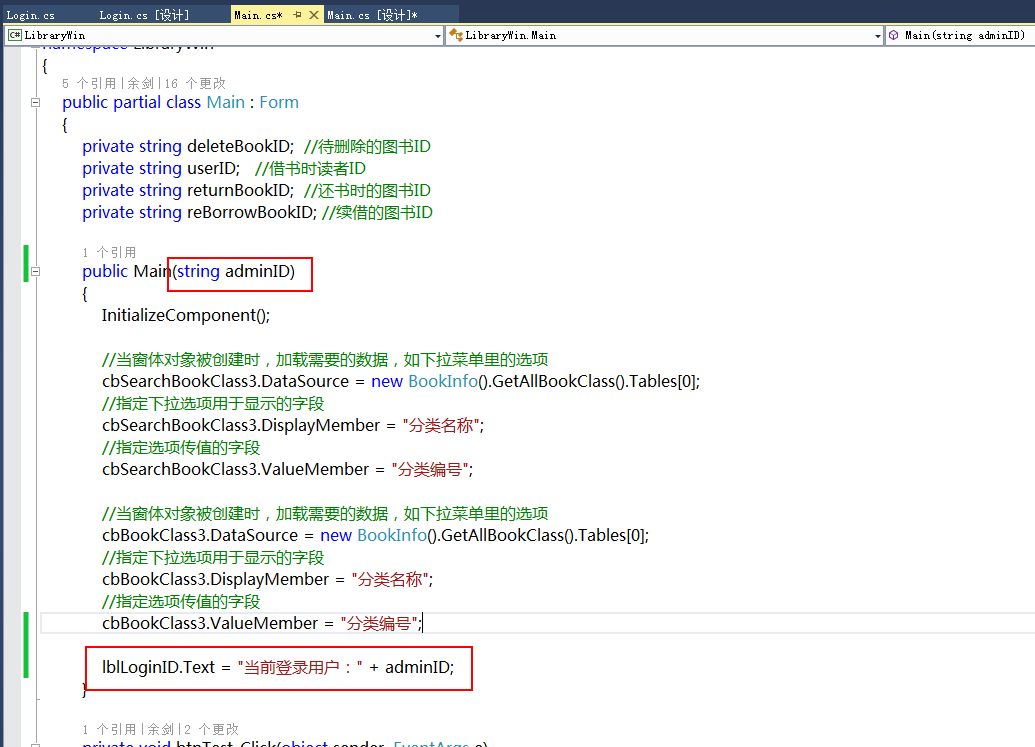 Login.cs
Login.cs [设计]
Main.cs*
Main.cs [设计]*
C# LibraryWin
LibraryWin.Main
Main(string adminID)
namespace LibraryWin
{
5 个引用|余剑|16 个更改
public partial class Main : Form
{
private string deleteBookID; //待删除的图书ID
private string userID; //借书时读者ID
private string returnBookID; //还书时的图书ID
private string reBorrowBookID; //续借的图书ID
1 个引用
public Main(string adminID)
{
InitializeComponent();
//当窗体对象被创建时，加载需要的数据，如下拉菜单里的选项
cbSearchBookClass3.DataSource = new BookInfo().GetAllBookClass().Tables[0];
//指定下拉选项用于显示的字段
cbSearchBookClass3.DisplayMember = "分类名称";
//指定选项传值的字段
cbSearchBookClass3.ValueMember = "分类编号";
//当窗体对象被创建时，加载需要的数据，如下拉菜单里的选项
cbBookClass3.DataSource = new BookInfo().GetAllBookClass().Tables[0];
//指定下拉选项用于显示的字段
cbBookClass3.DisplayMember = "分类名称";
//指定选项传值的字段
cbBookClass3.ValueMember = "分类编号";
lblLoginID.Text = "当前登录用户：" + adminID;
}
1 个引用|余剑|2 个更改
private void btnTest_Click(object sender, EventArgs e)